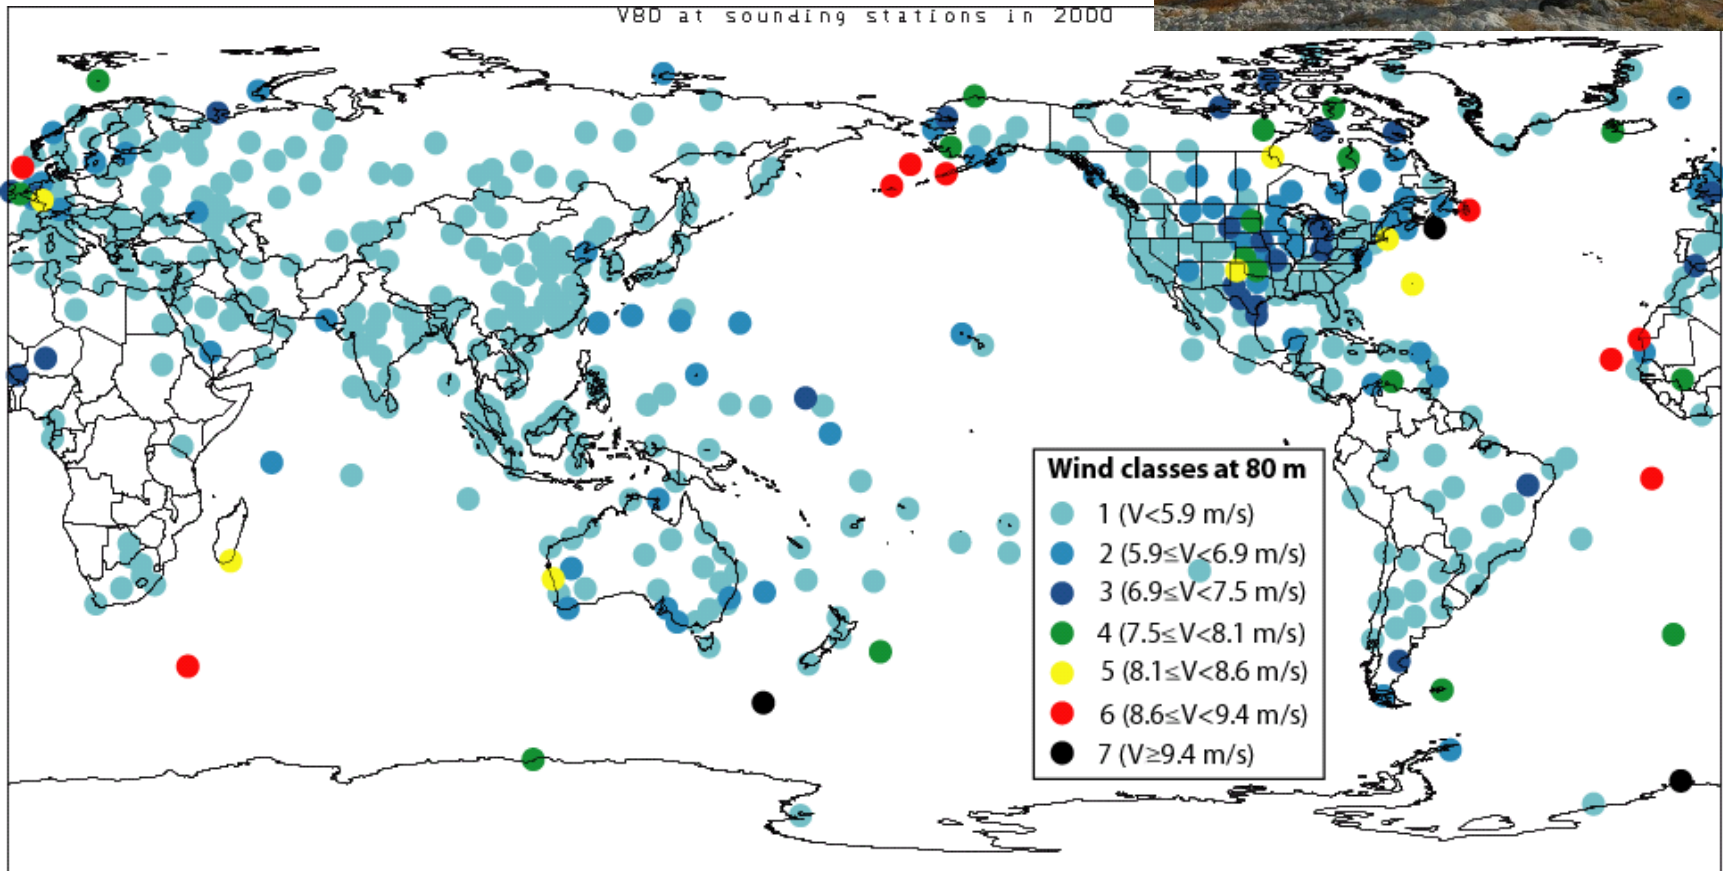 V80 at sounding stations in 2000
Wind classes at 80 m
1 (V<5.9 m/s)
2 (5.9≤V<6.9 m/s)
3 (6.9≤V<7.5 m/s)
4 (7.5≤V<8.1 m/s)
5 (8.1≤V<8.6 m/s)
6 (8.6≤V<9.4 m/s)
7 (V≥9.4 m/s)